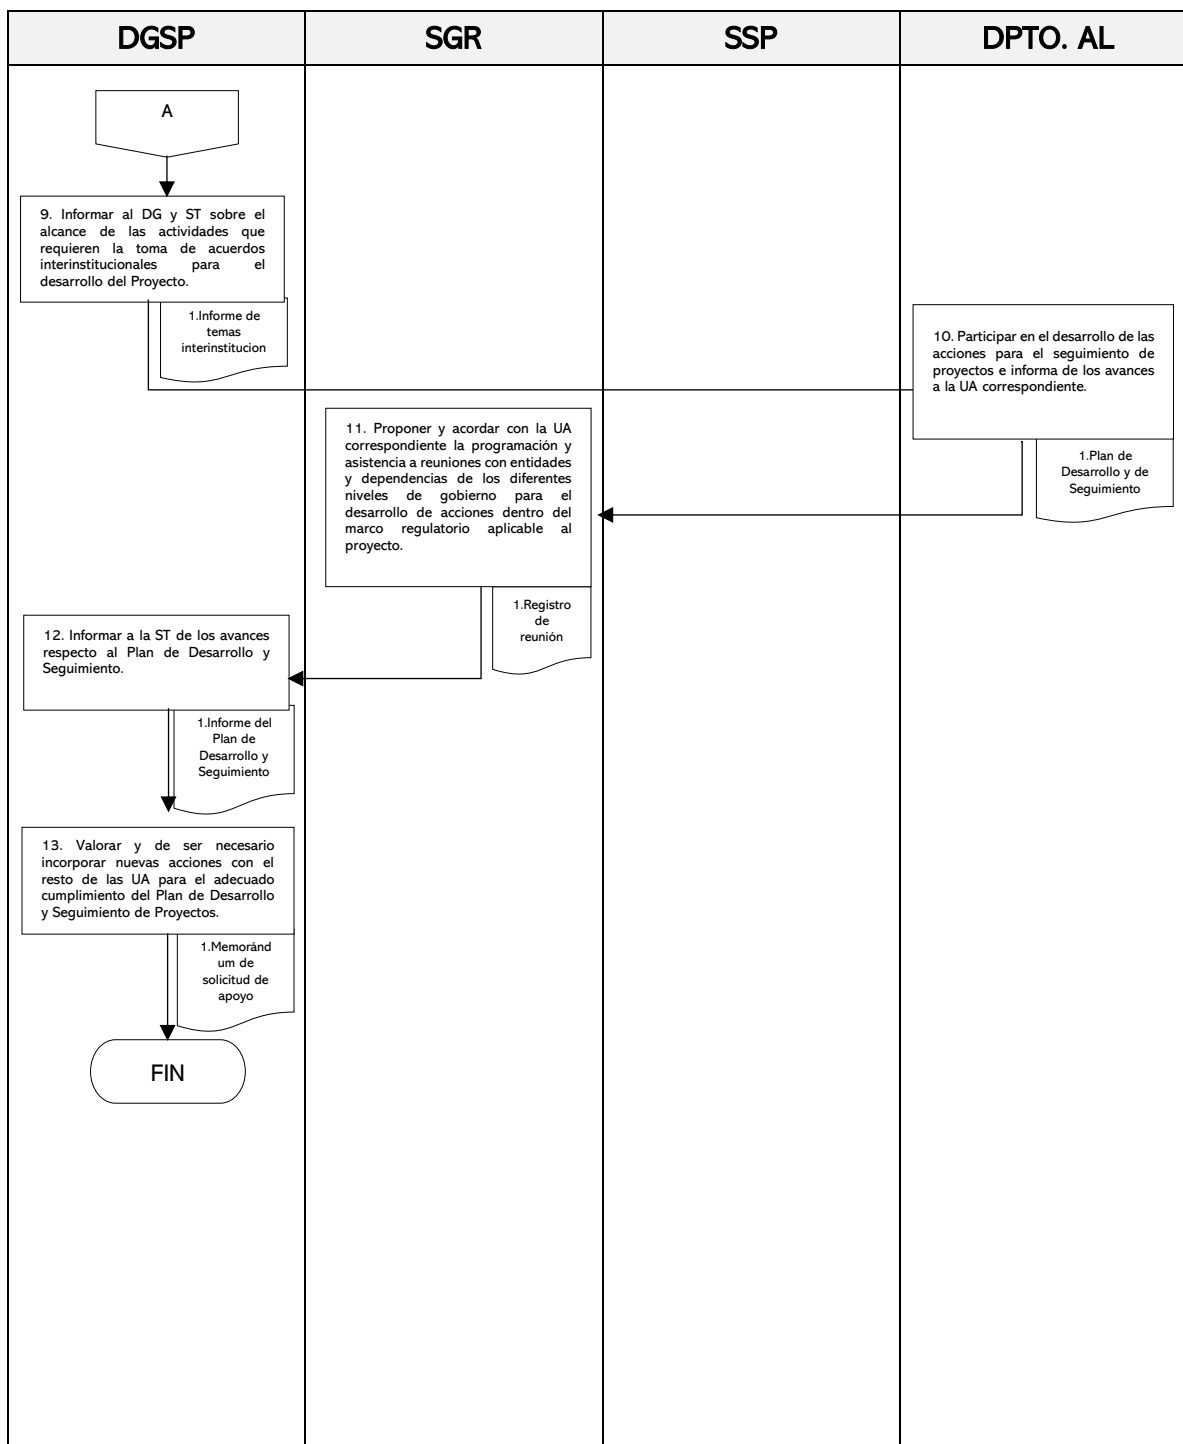 DGSP
SGR
SSP
DPTO. AL
A
9. Informar al DG y ST sobre el
alcance de las actividades que
requieren la toma de acuerdos
interinstitucionales para el
desarrollo del Proyecto.
1.Informe de
temas
interinstitucion
10. Participar en el desarrollo de las
acciones para el seguimiento de
proyectos e informa de los avances
a la UA correspondiente.
1.Plan de
Desarrollo y de
Seguimiento
11. Proponer y acordar con la UA
correspondiente la programación y
asistencia a reuniones con entidades
y dependencias de los diferentes
niveles de gobierno para el
desarrollo de acciones dentro del
marco regulatorio aplicable al
proyecto.
1.Registro
de
reunión
12. Informar a la ST de los avances
respecto al Plan de Desarrollo y
Seguimiento.
1.Informe del
Plan de
Desarrollo y
Seguimiento
13. Valorar y de ser necesario
incorporar nuevas acciones con el
resto de las UA para el adecuado
cumplimiento del Plan de Desarrollo
y Seguimiento de Proyectos.
1.Memoránd
um de
solicitud de
apoyo
FIN